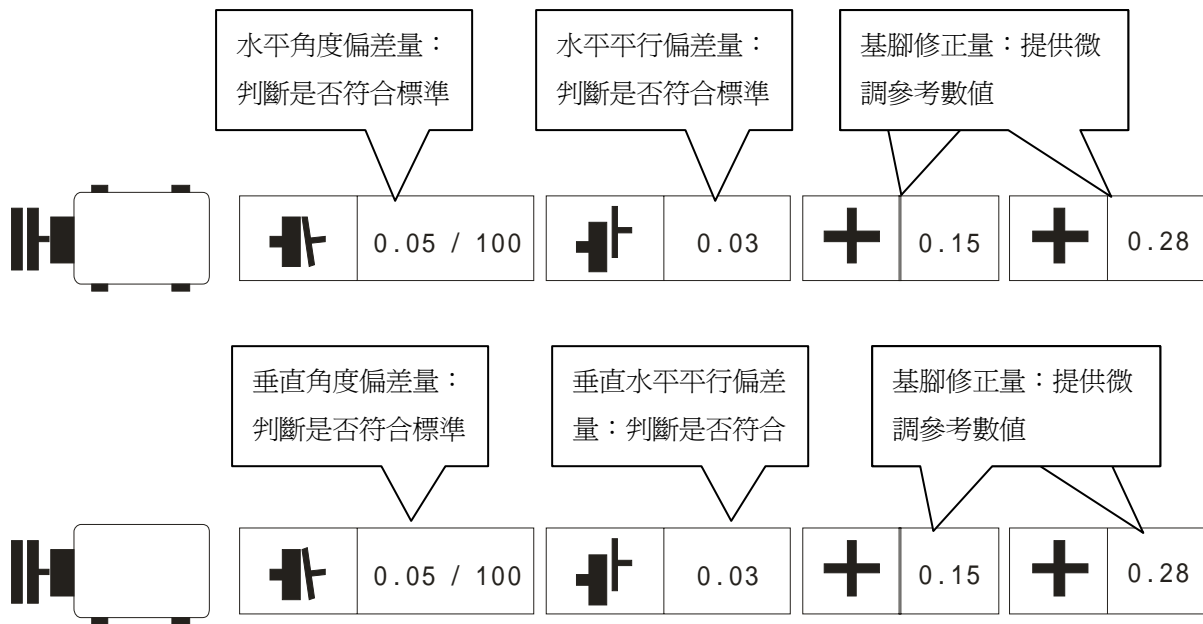 水平角度偏差量：
判斷是否符合標準
水平平行偏差量：
判斷是否符合標準
基腳修正量：提供微
調參考數值
0.05 / 100
0.03
0.15
0.28
垂直角度偏差量：
判斷是否符合標準
垂直水平平行偏差
量：判斷是否符合
基腳修正量：提供微
調參考數值
0.05 / 100
0.03
0.15
0.28